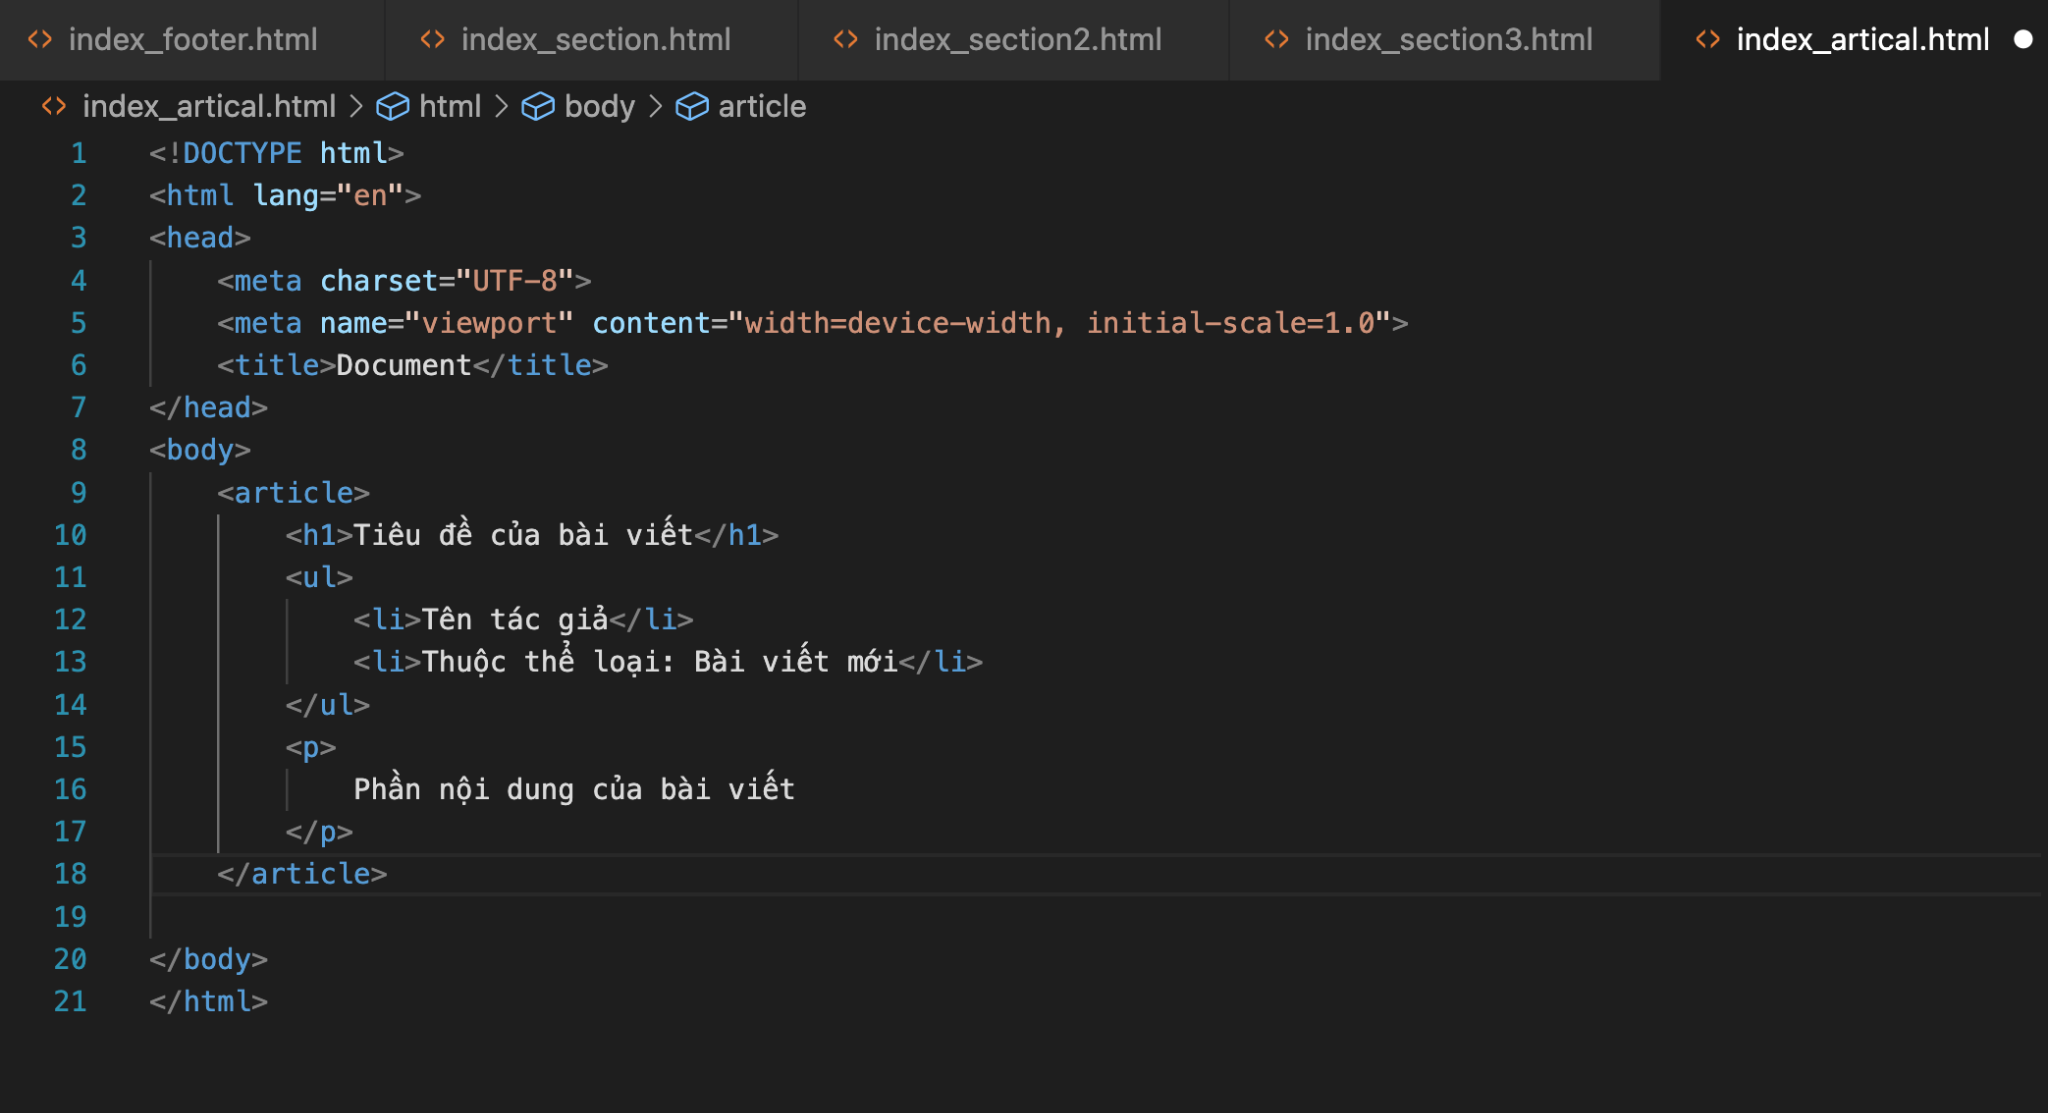 index_footer.html index_section.html index_section2.html index_section3.html index_artical.html
index_artical.html > html > body > article
1 <!DOCTYPE html>
2 <html lang="en">
3 <head>
4     <meta charset="UTF-8">
5     <meta name="viewport" content="width=device-width, initial-scale=1.0">
6     <title>Document</title>
7 </head>
8 <body>
9     <article>
10         <h1>Tiêu đề của bài viết</h1>
11         <ul>
12             <li>Tên tác giả</li>
13             <li>Thuộc thể loại: Bài viết mới</li>
14         </ul>
15         <p>
16             Phần nội dung của bài viết
17         </p>
18     </article>
19
20 </body>
21 </html>